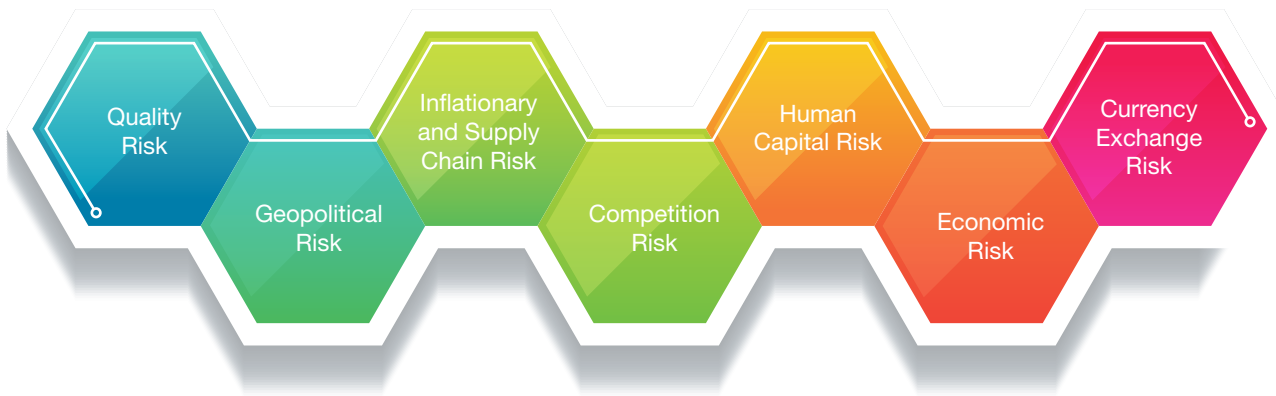 Quality
Risk
Geopolitical
Risk
Inflationary
and Supply
Chain Risk
Competition
Risk
Human
Capital Risk
Economic
Risk
Currency
Exchange
Risk